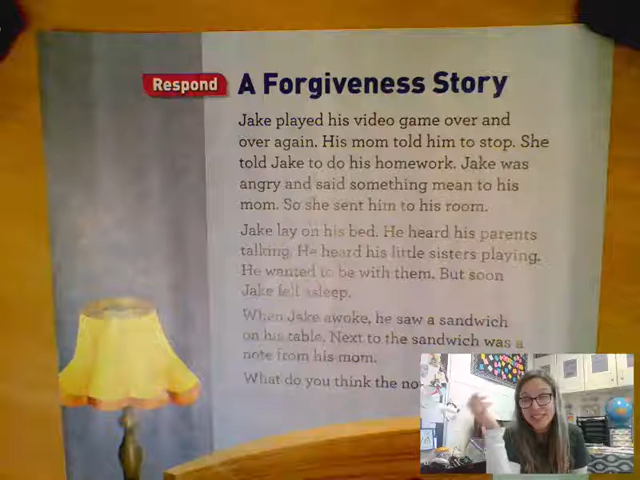 Respond A Forgiveness Story
Jake played his video game over and
over again. His mom told him to stop. She
told Jake to do his homework. Jake was
angry and said something mean to his
mom. So she sent him to his room.
Jake lay on his bed. He heard his parents
talking. He heard his little sisters playing.
He wanted to be with them. But soon
Jake fell asleep.
When Jake awoke, he saw a sandwich
on his table. Next to the sandwich was a
note from his mom.
What do you think the no